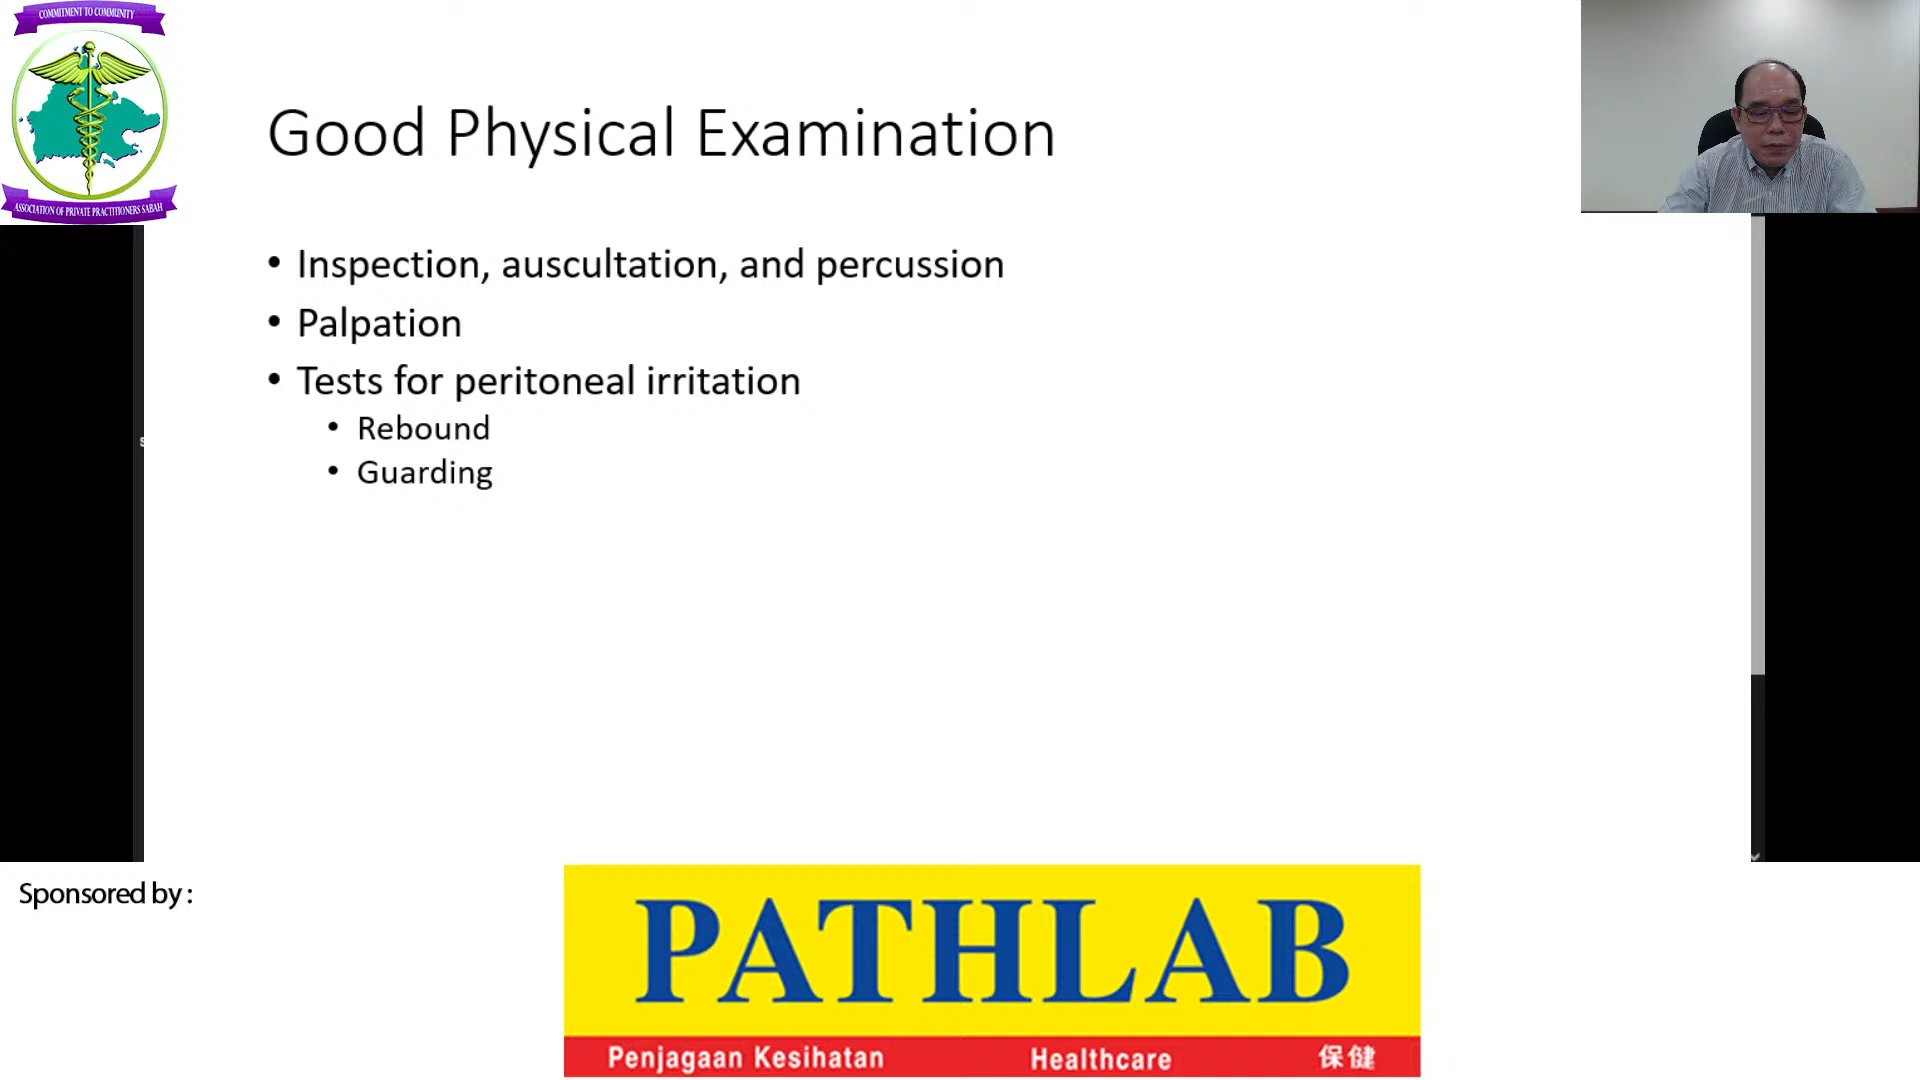 COMMITMENT TO COMMUNITY
ASSOCIATION OF PRIVATE PRACTITIONERS SABAH
Good Physical Examination
• Inspection, auscultation, and percussion
• Palpation
• Tests for peritoneal irritation
• Rebound
• Guarding
Sponsored by :
PATHLAB
Penjagaan Kesihatan Healthcare 保健